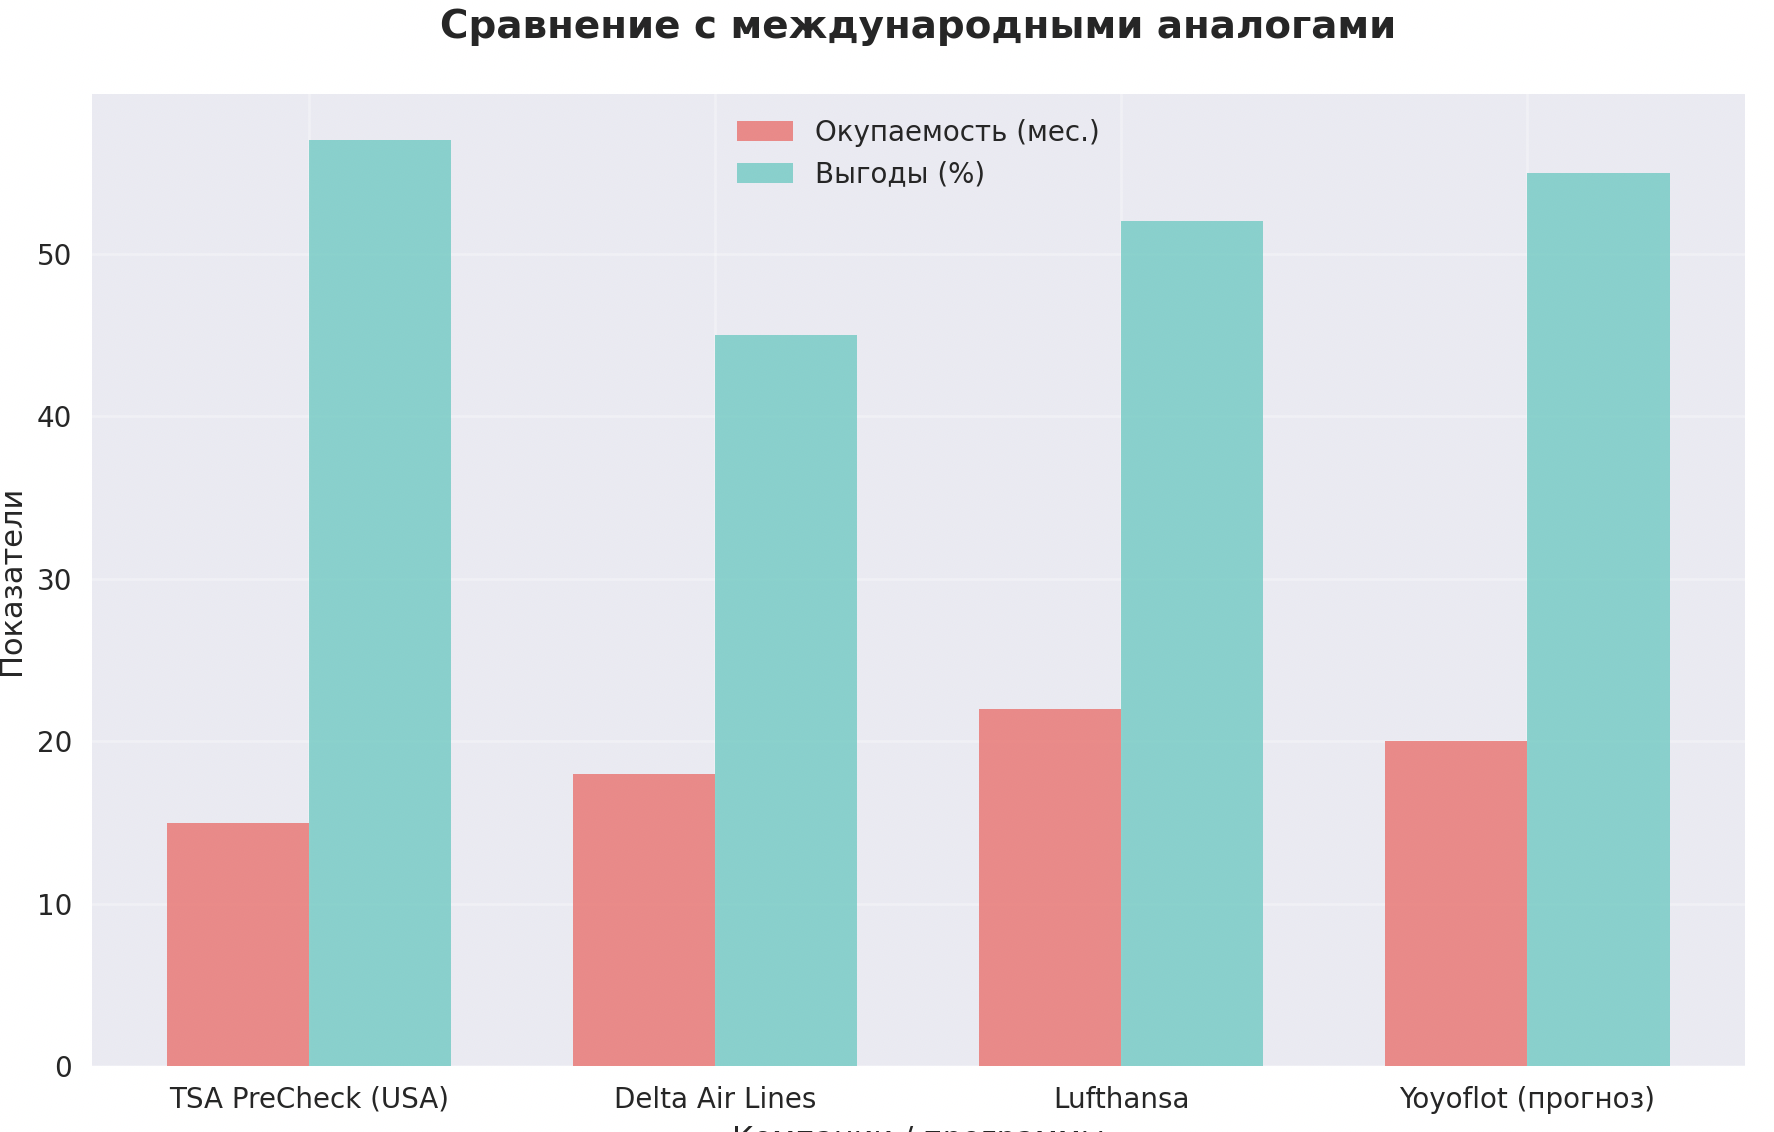 Сравнение с международными аналогами
Окупаемость (мес.)
Выгоды (%)
Показатели
50
40
30
20
10
0
TSA PreCheck (USA)
Delta Air Lines
Lufthansa
Yoyoflot (прогноз)